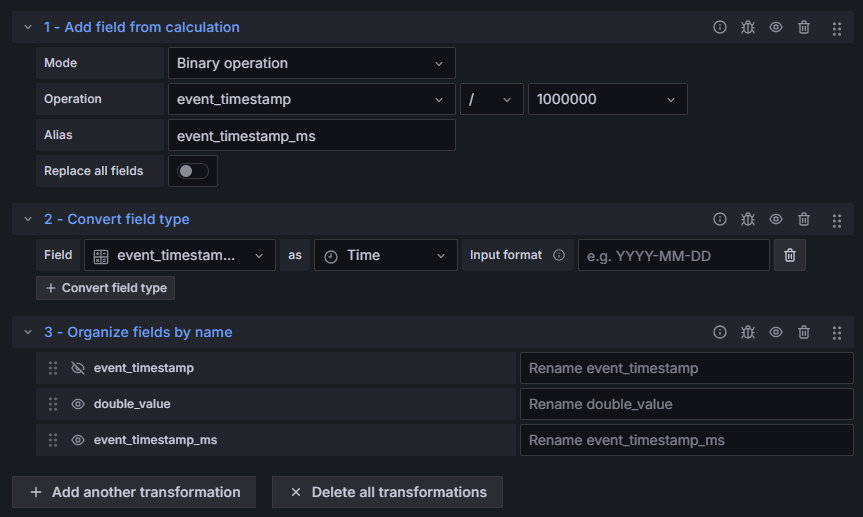 1 - Add field from calculation
Mode Binary operation
Operation event_timestamp / 1000000
Alias event_timestamp_ms
Replace all fields
2 - Convert field type
Field event_timestam... as Time Input format e.g. YYYY-MM-DD
+ Convert field type
3 - Organize fields by name
event_timestamp Rename event_timestamp
double_value Rename double_value
event_timestamp_ms Rename event_timestamp_ms
+ Add another transformation × Delete all transformations